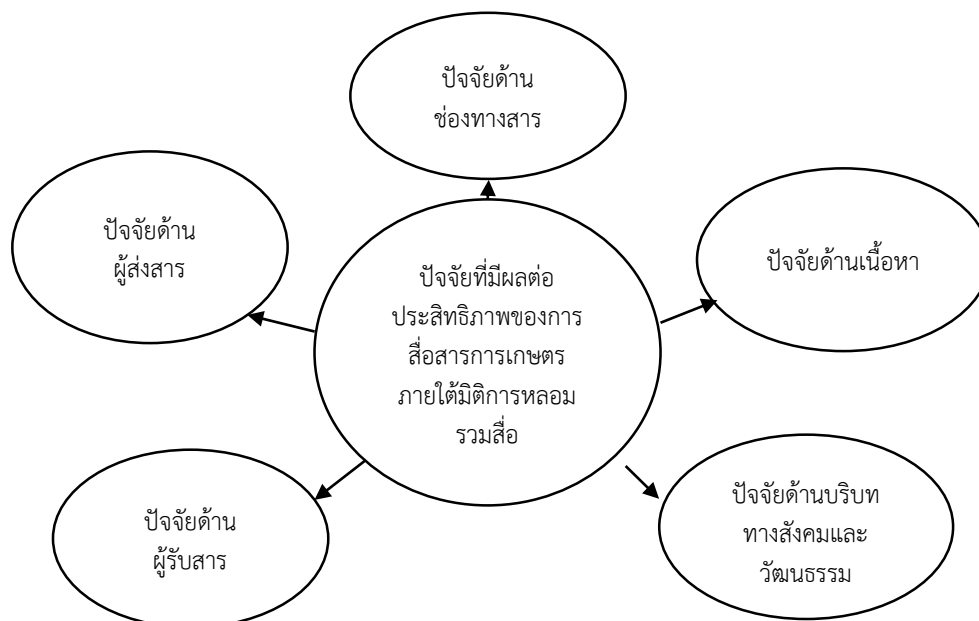 ปัจจัยด้าน
ช่องทางสาร
ปัจจัยด้าน
ผู้ส่งสาร
ปัจจัยด้านเนื้อหา
ปัจจัยที่มีผลต่อ
ประสิทธิภาพของการ
สื่อสารการเกษตร
ภายใต้มิติการหลอม
รวมสื่อ
ปัจจัยด้าน
ผู้รับสาร
ปัจจัยด้านบริบท
ทางสังคมและ
วัฒนธรรม